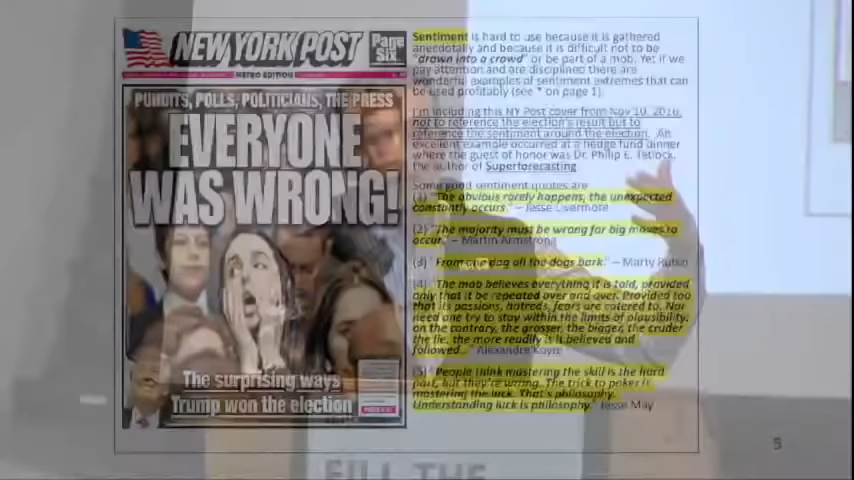 NEW YORK POST
Page
Six
METRO EDITION
PUNDITS, POLLS, POLITICIANS, THE PRESS
EVERYONE
WAS WRONG!
The surprising ways
Trump won the election
Sentiment is hard to use because it is gathered
anecdotally and because it is difficult not to be
"drawn into a crowd" or be part of a mob. Yet if we
pay attention and are disciplined there are
wonderful examples of sentiment extremes that can
be used profitably (see * on page 1).
I'm including this NY Post cover from Nov 10, 2016,
not to reference the election's result but to
reference the sentiment around the election. An
excellent example occurred at a hedge fund dinner
where the guest of honor was Dr. Philip E. Tetlock,
the author of Superforecasting.
Some good sentiment quotes are
(1) "The obvious rarely happens, the unexpected
constantly occurs." – Jesse Livermore
(2) "The majority must be wrong for big moves to
occur." – Martin Armstrong
(3) "From one dog all the dogs bark." – Marty
(4) "The mob believes everything it is told, provided
only that it be repeated over and over. Provided too
that its passions, hatreds, fears are catered to. Nor
need one try to stay within the limits of plausibility,
on the contrary, the grosser, the bigger, the cruder
the lie, the more readily is it believed and
followed." Alexandre Koyre
(5) "People think mastering the skill is the hard
part, but they're wrong. The trick to poker is
mastering the luck. That's philosophy.
Understanding luck is philosophy." Jesse May
FILL THE